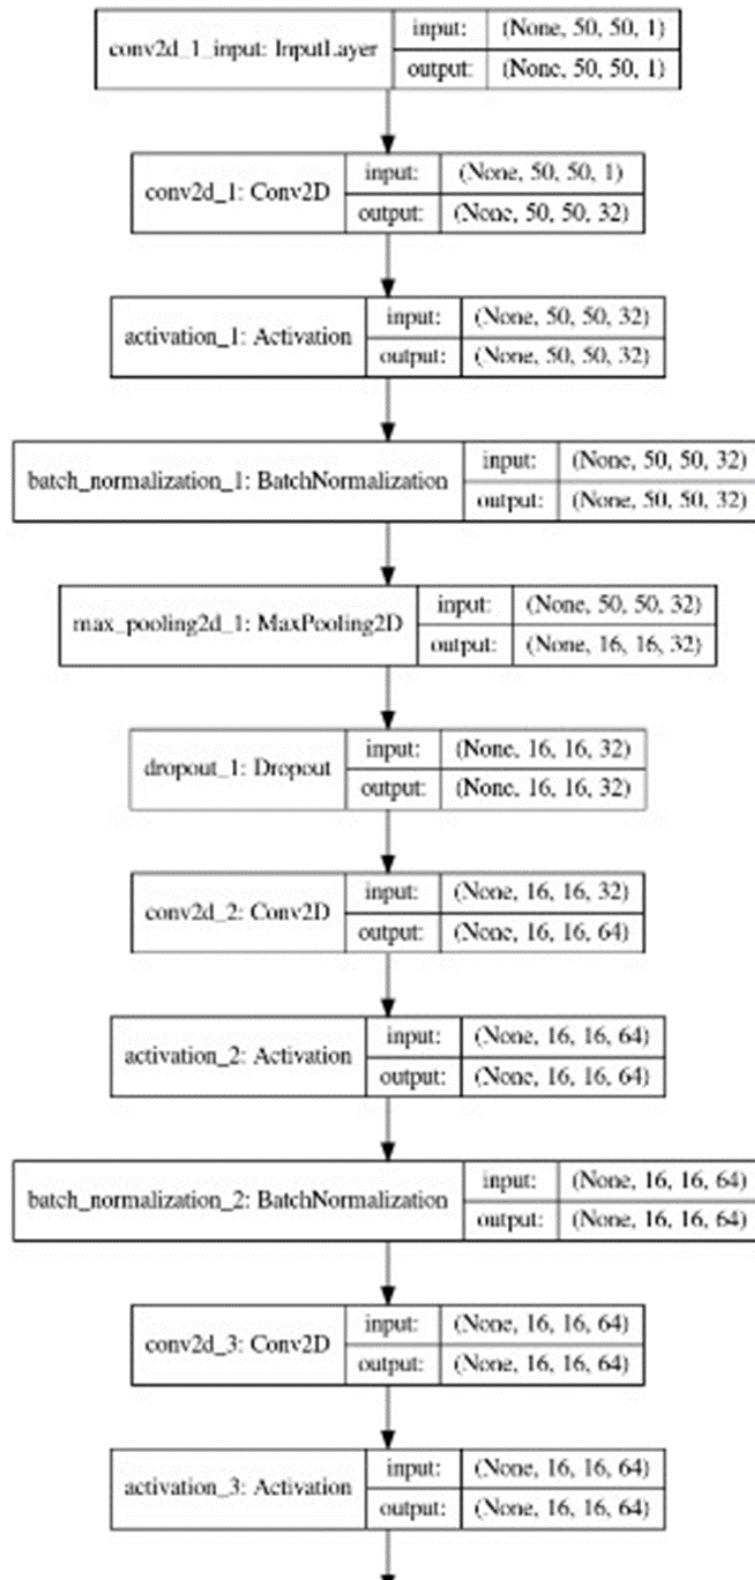 conv2d_1_input: InputLayer
input: (None, 50, 50, 1)
output: (None, 50, 50, 1)
conv2d_1: Conv2D
input: (None, 50, 50, 1)
output: (None, 50, 50, 32)
activation_1: Activation
input: (None, 50, 50, 32)
output: (None, 50, 50, 32)
batch_normalization_1: BatchNormalization
input: (None, 50, 50, 32)
output: (None, 50, 50, 32)
max_pooling2d_1: MaxPooling2D
input: (None, 50, 50, 32)
output: (None, 16, 16, 32)
dropout_1: Dropout
input: (None, 16, 16, 32)
output: (None, 16, 16, 32)
conv2d_2: Conv2D
input: (None, 16, 16, 32)
output: (None, 16, 16, 64)
activation_2: Activation
input: (None, 16, 16, 64)
output: (None, 16, 16, 64)
batch_normalization_2: BatchNormalization
input: (None, 16, 16, 64)
output: (None, 16, 16, 64)
conv2d_3: Conv2D
input: (None, 16, 16, 64)
output: (None, 16, 16, 64)
activation_3: Activation
input: (None, 16, 16, 64)
output: (None, 16, 16, 64)